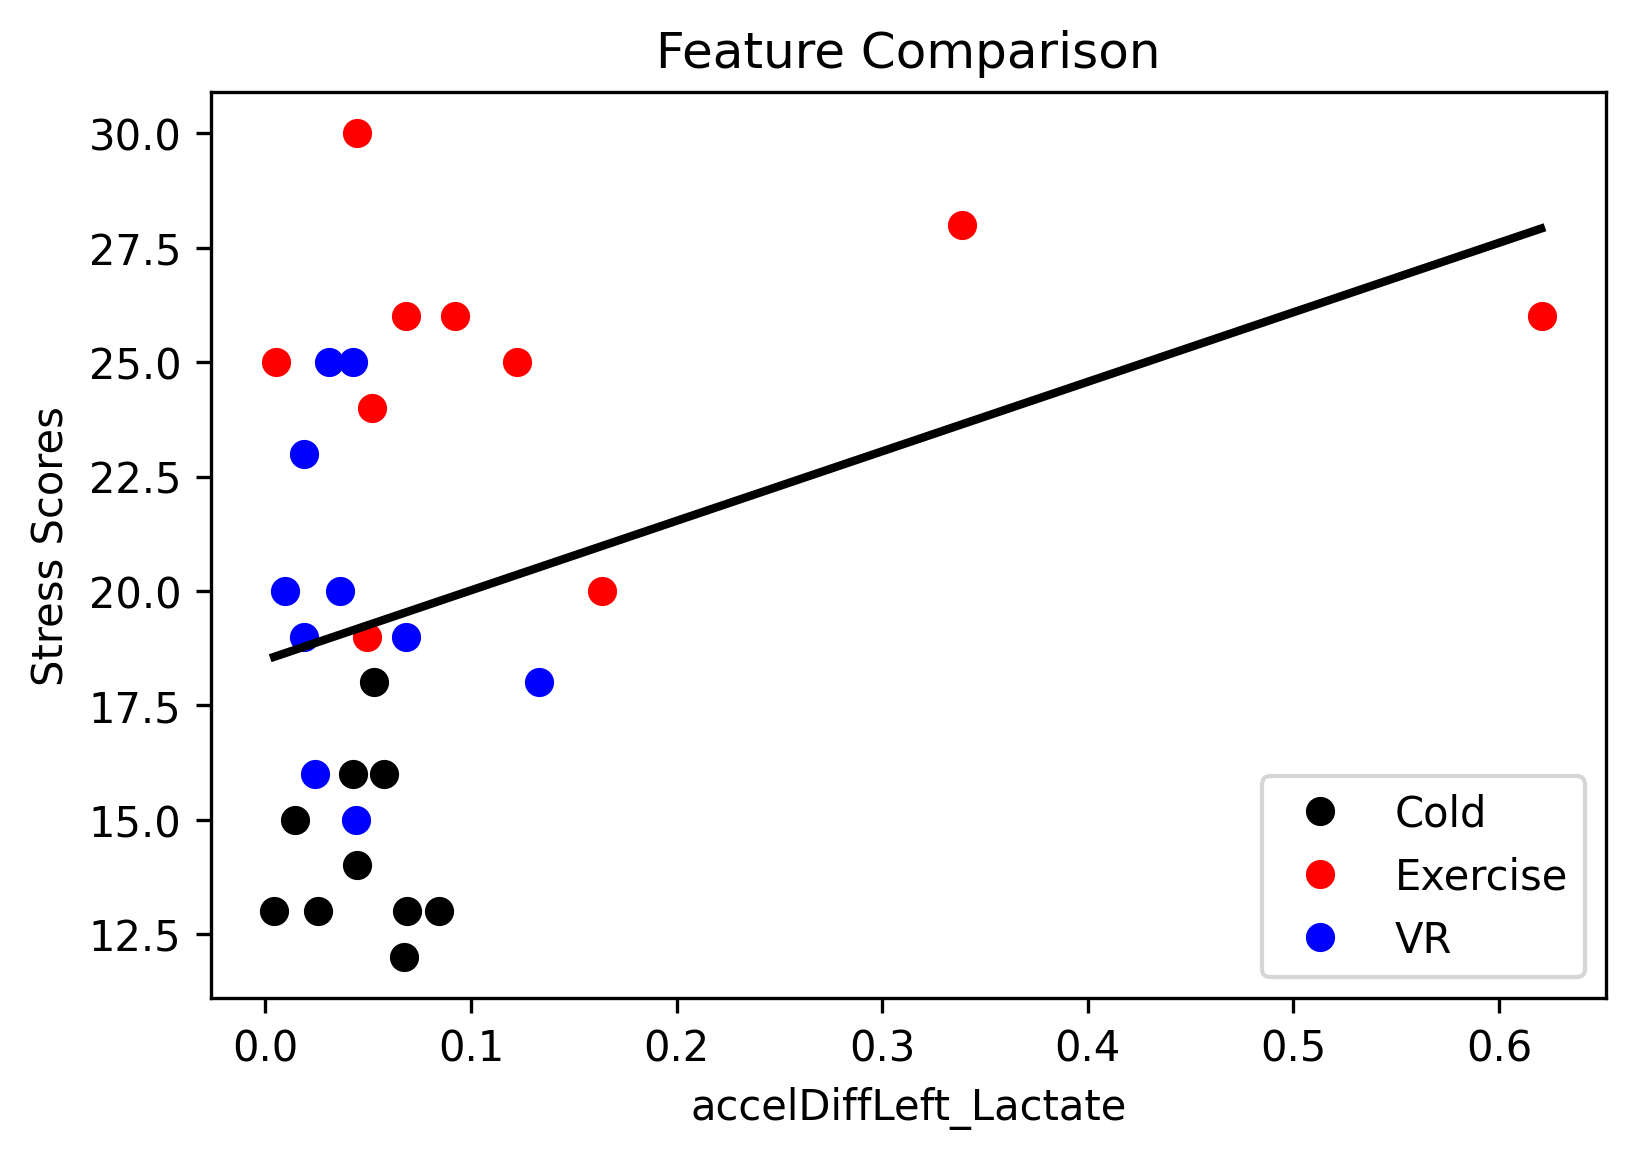 Feature Comparison
Stress Scores
30.0
27.5
25.0
22.5
20.0
17.5
15.0
12.5
Cold
Exercise
VR
0.0 0.1 0.2 0.3 0.4 0.5 0.6
accelDiffLeft_Lactate